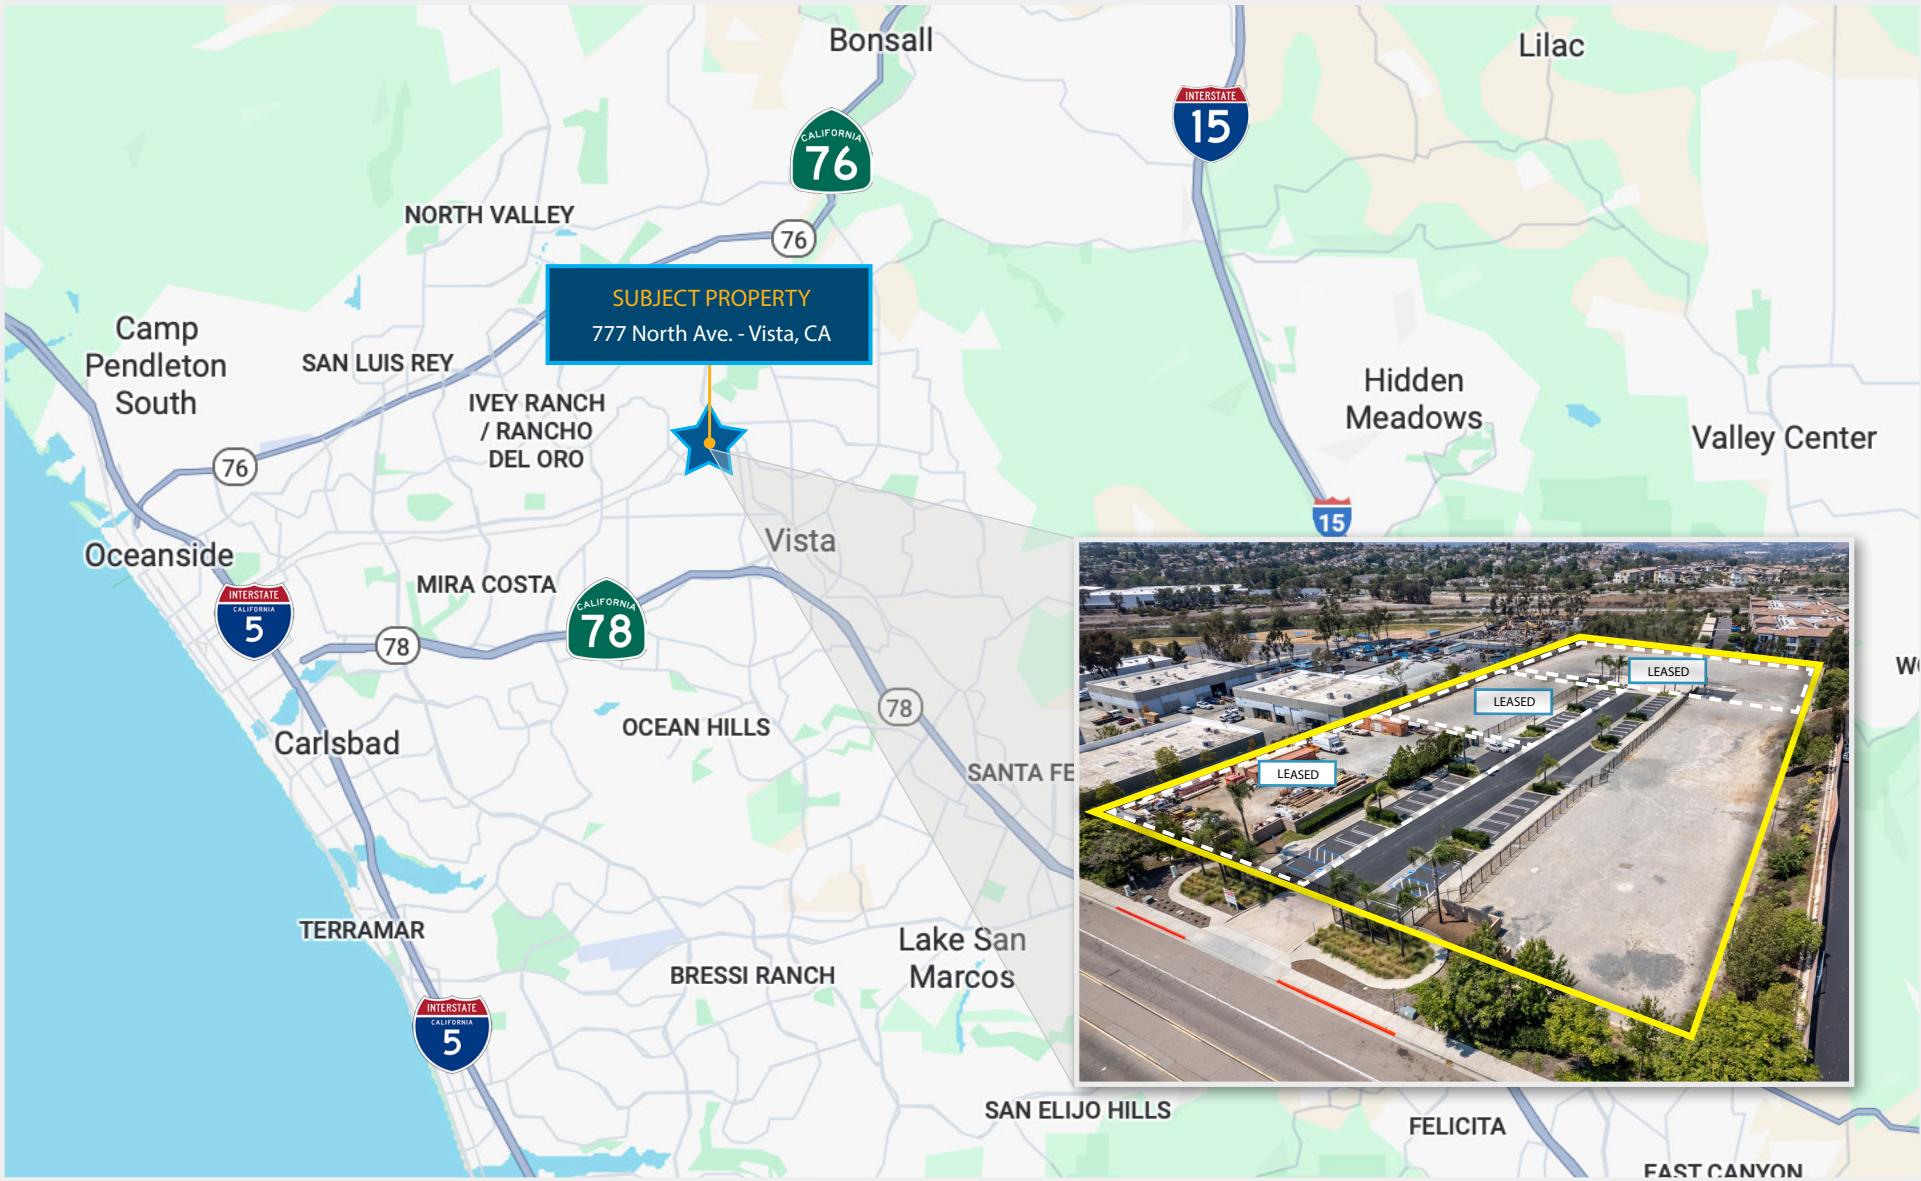 Bonsall
Lilac
INTERSTATE
15
CALIFORNIA
76
NORTH VALLEY
76
SUBJECT PROPERTY
777 North Ave. - Vista, CA
Camp
Pendleton
South
SAN LUIS REY
IVEY RANCH
/ RANCHO
DEL ORO
Hidden
Meadows
Valley Center
76
15
Oceanside
Vista
MIRA COSTA
INTERSTATE
CALIFORNIA
5
CALIFORNIA
78
78
LEASED
LEASED
LEASED
78
OCEAN HILLS
Carlsbad
SANTA FE
TERRAMAR
Lake San
Marcos
BRESSI RANCH
INTERSTATE
CALIFORNIA
5
SAN ELIJO HILLS
FELICITA
EAST CANYON